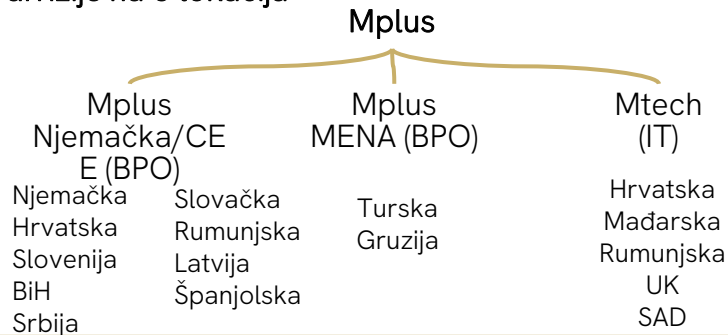 Mplus
Mplus
Njemačka/CE
E (BPO)
Njemačka
Hrvatska
Slovenija
BiH
Srbija
Slovačka
Rumunjska
Latvija
Španjolska
Mplus
MENA (BPO)
Turska
Gruzija
Mtech
(IT)
Hrvatska
Mađarska
Rumunjska
UK
SAD